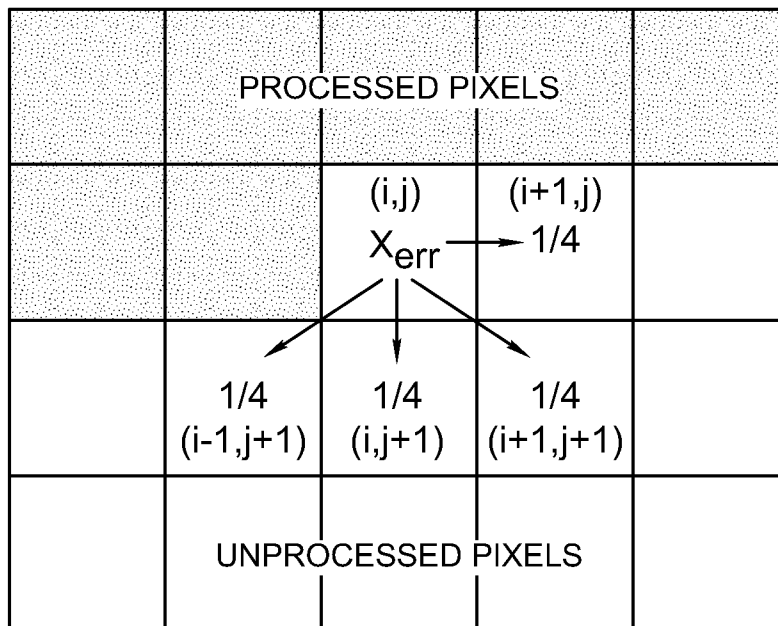 PROCESSED PIXELS
(i,j) (i+1,j)
Xerr 1/4
1/4 1/4 1/4
(i-1,j+1) (i,j+1) (i+1,j+1)
UNPROCESSED PIXELS